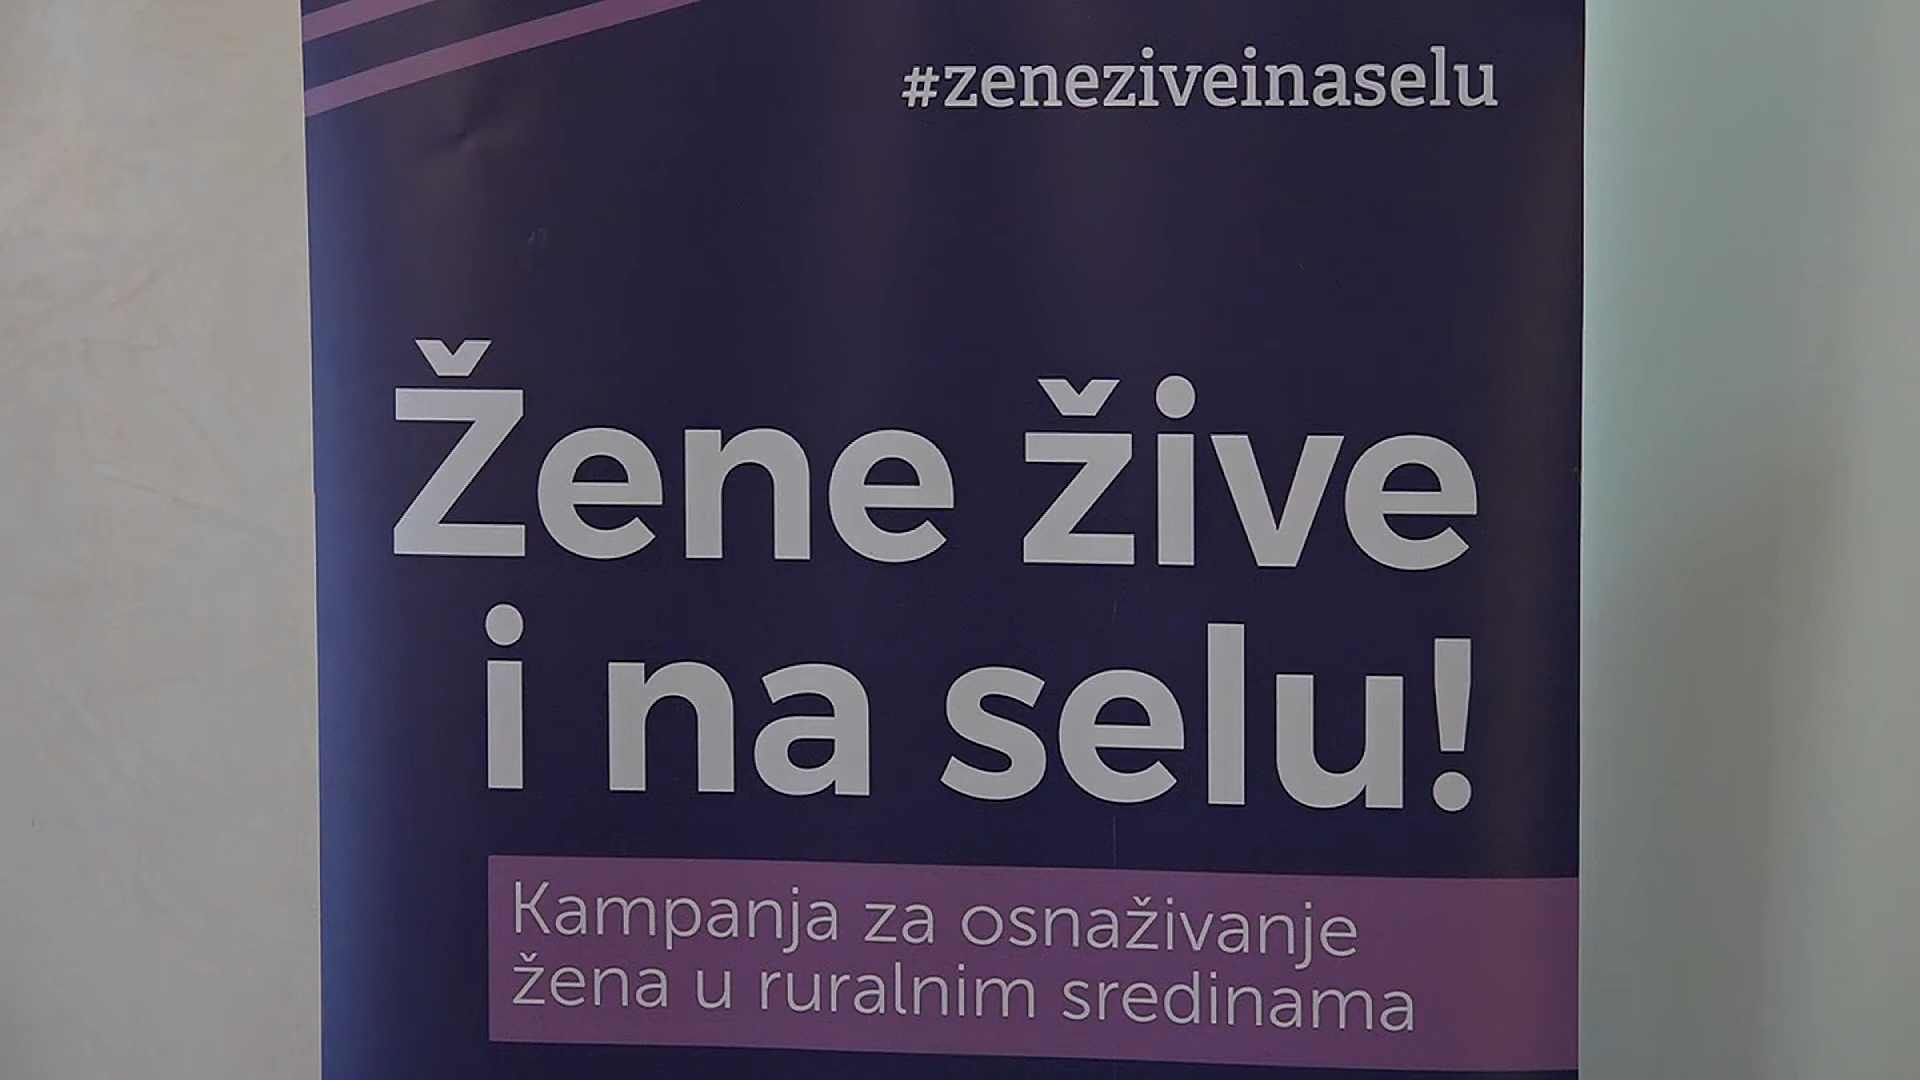 #zeneziveinaselu
Žene žive
i na selu!
Kampanja za osnaživanje
žena u ruralnim sredinama